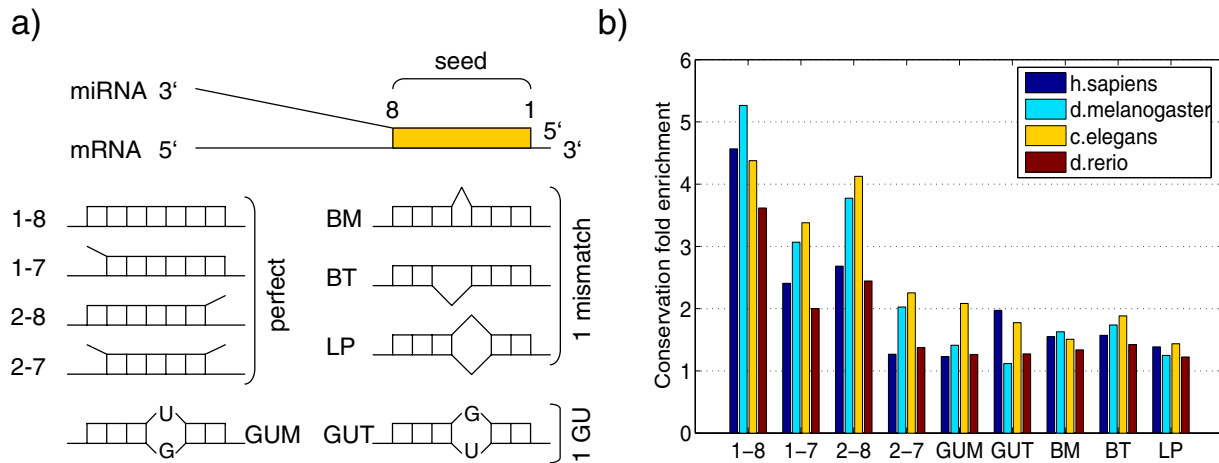 a)
seed
miRNA 3‘
8 1
5‘
mRNA 5‘ 3‘
1-8
1-7
2-8
2-7
perfect
BM
BT
LP
1 mismatch
U
G
GUM
GUT
G
U
1 GU
b)
Conservation fold enrichment
6
5
4
3
2
1
0
h.sapiens
d.melanogaster
c.elegans
d.rerio
1−8 1−7 2−8 2−7 GUM GUT BM BT LP